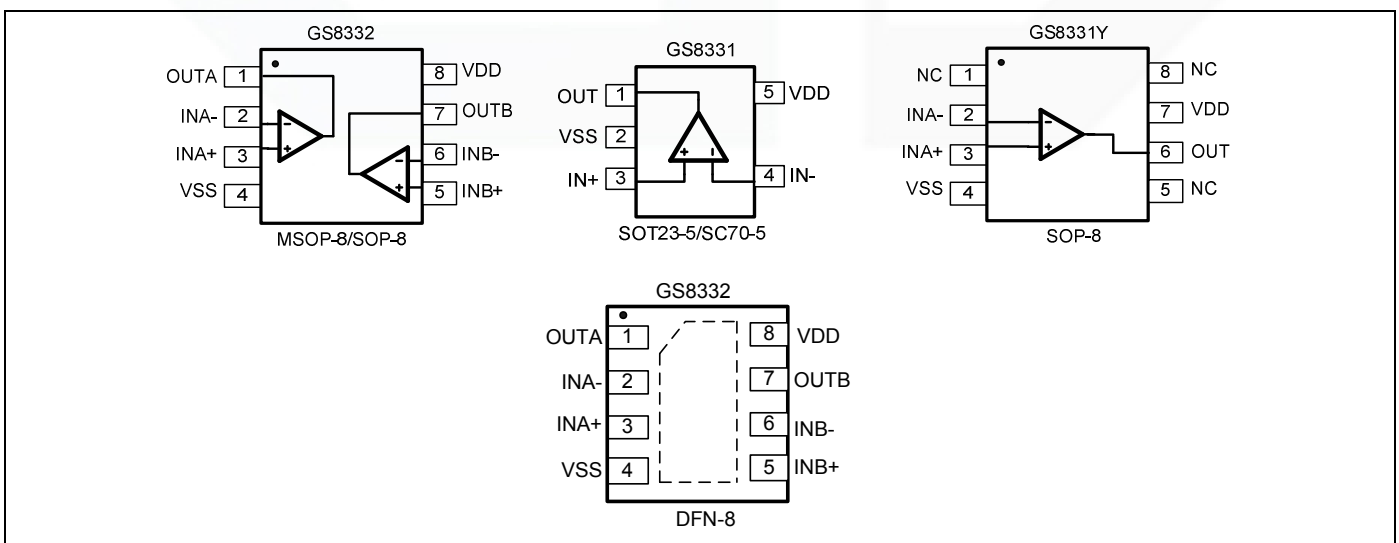 GS8332
OUTA 1
8 VDD
INA- 2
7 OUTB
-
+
INA+ 3
6 INB-
-
+
VSS 4
5 INB+
MSOP-8/SOP-8
GS8331
OUT 1
5 VDD
VSS 2
+ -
IN+ 3
4 IN-
SOT23-5/SC70-5
GS8331Y
NC 1
8 NC
INA- 2
7 VDD
-
+
INA+ 3
6 OUT
VSS 4
5 NC
SOP-8
GS8332
OUTA 1
8 VDD
INA- 2
7 OUTB
INA+ 3
6 INB-
VSS 4
5 INB+
DFN-8